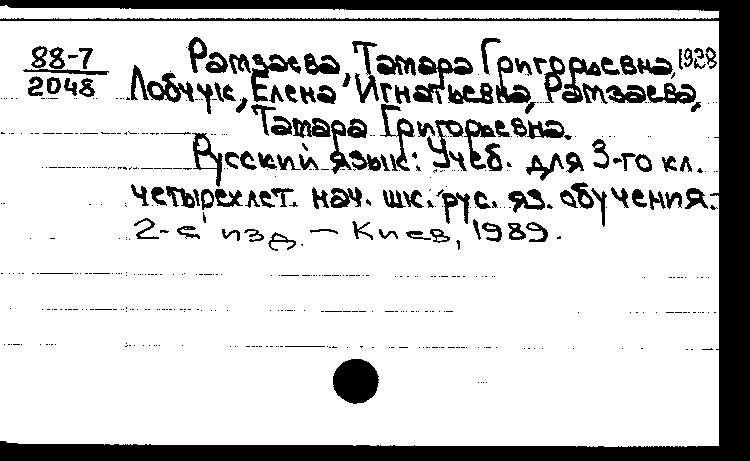 88-7
2048
Рамзаева, Тамара Григорьевна, 1928
Лобчук, Елена Игнатьевна, Рамзаева,
Тамара Григорьевна.
Русский язык: Учеб. для 3-го кл.
четырехлет. нач. шк. рус. яз. обучения.-
2-е изд. - Киев, 1989.